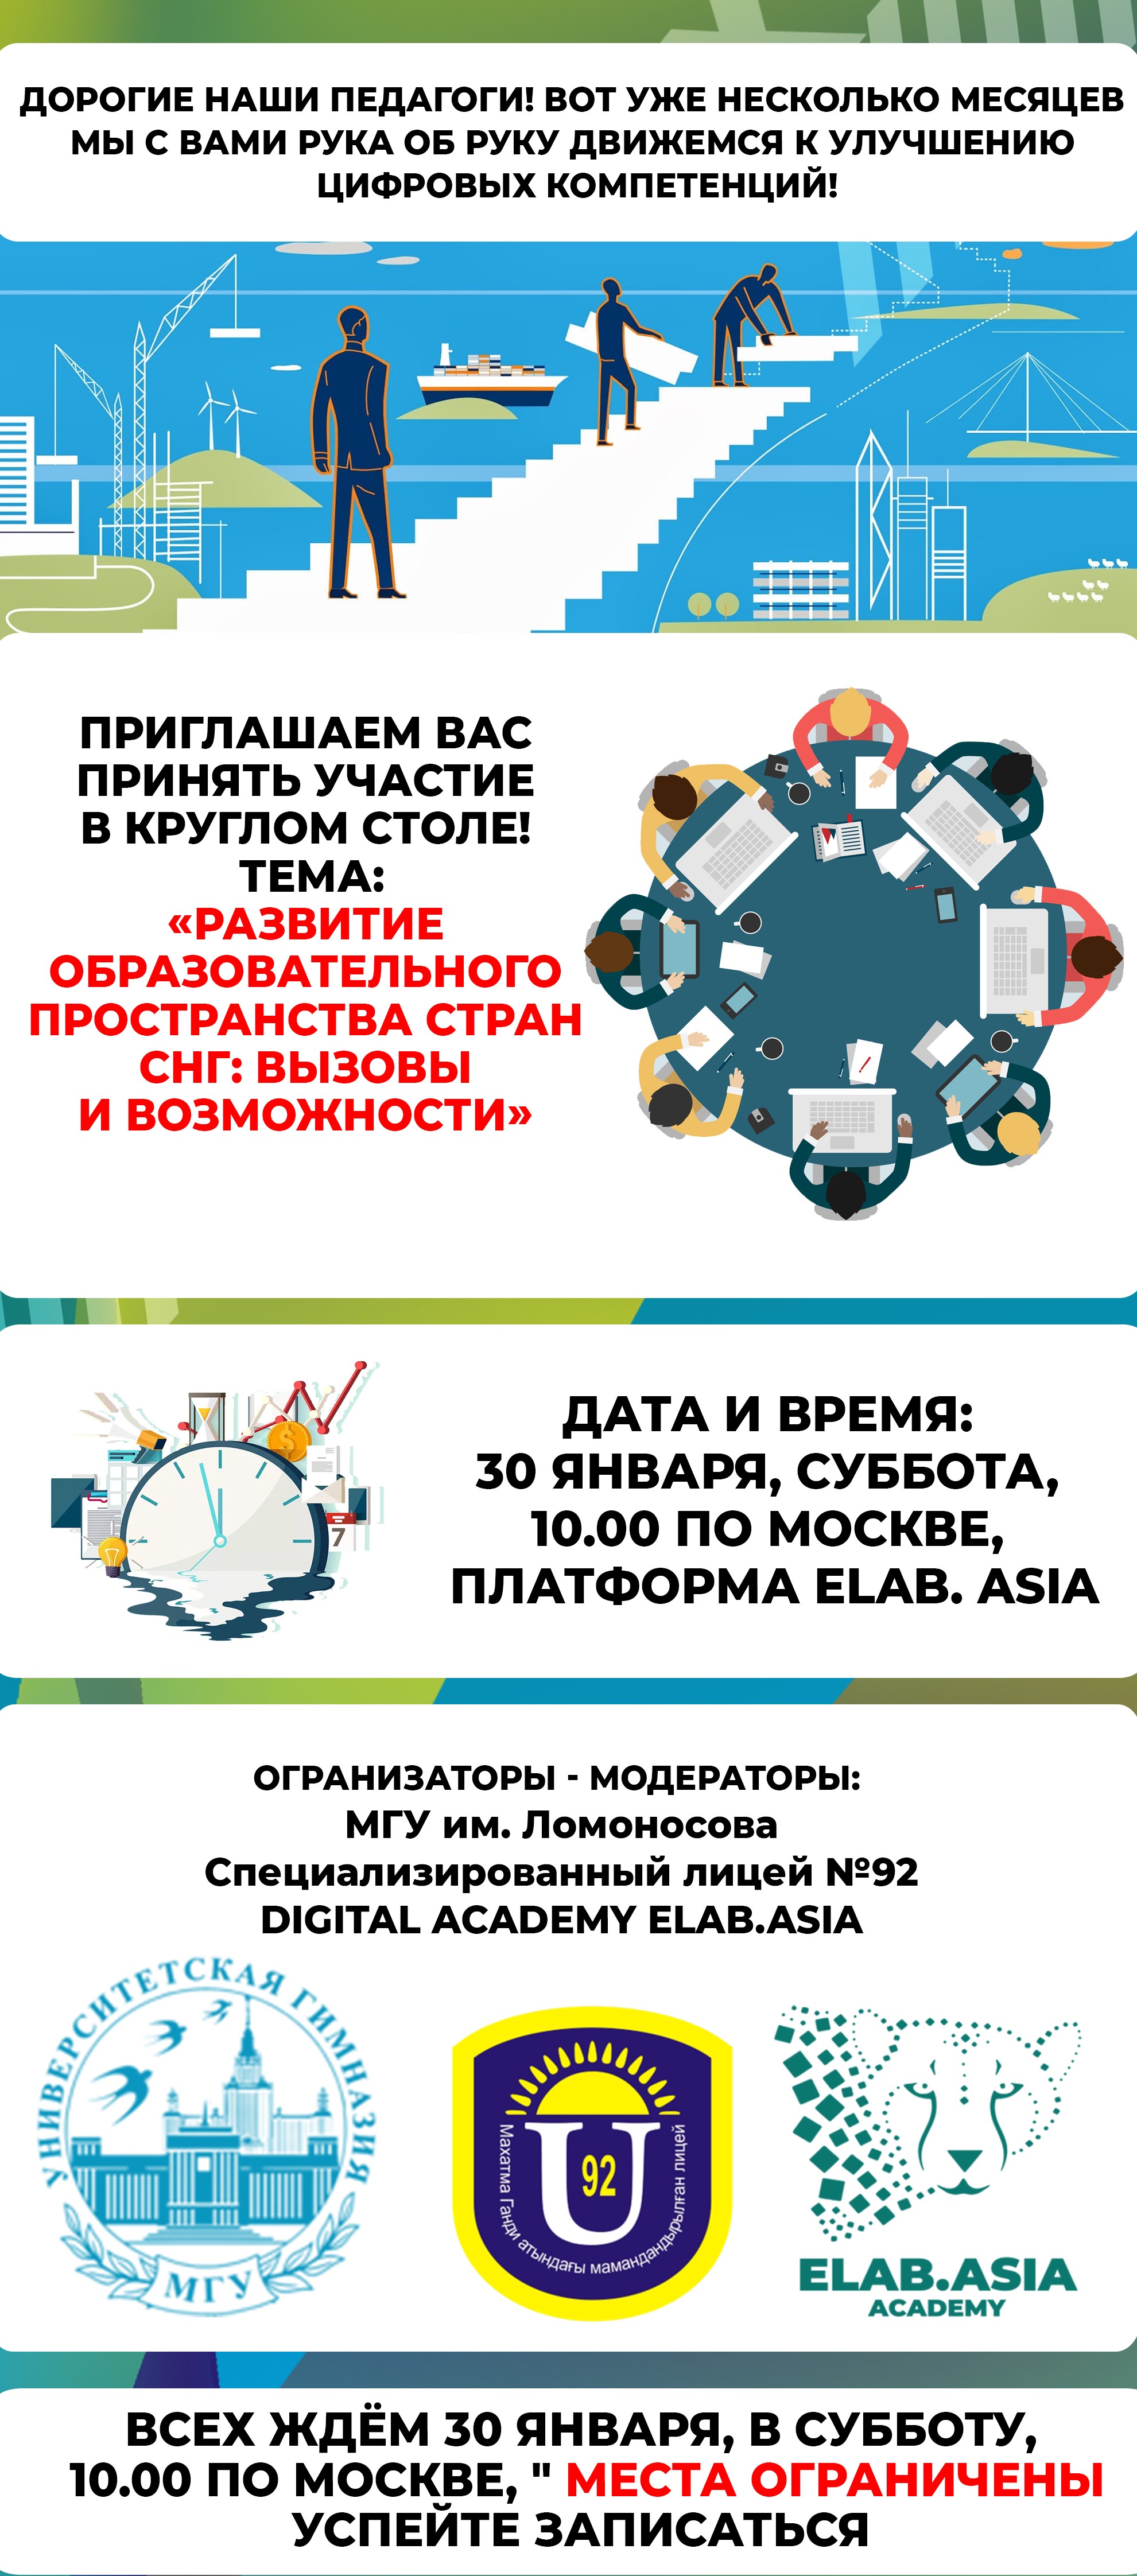 ДОРОГИЕ НАШИ ПЕДАГОГИ! ВОТ УЖЕ НЕСКОЛЬКО МЕСЯЦЕВ
МЫ С ВАМИ РУКА ОБ РУКУ ДВИЖЕМСЯ К УЛУЧШЕНИЮ
ЦИФРОВЫХ КОМПЕТЕНЦИЙ!
ПРИГЛАШАЕМ ВАС
ПРИНЯТЬ УЧАСТИЕ
В КРУГЛОМ СТОЛЕ!
ТЕМА:
«РАЗВИТИЕ
ОБРАЗОВАТЕЛЬНОГО
ПРОСТРАНСТВА СТРАН
СНГ: ВЫЗОВЫ
И ВОЗМОЖНОСТИ»
7
ДАТА И ВРЕМЯ:
30 ЯНВАРЯ, СУББОТА,
10.00 ПО МОСКВЕ,
ПЛАТФОРМА ELAB. ASIA
ОГРАНИЗАТОРЫ - МОДЕРАТОРЫ:
МГУ им. Ломоносова
Специализированный лицей №92
DIGITAL ACADEMY ELAB.ASIA
УНИВЕРСИТЕТСКАЯ ГИМНАЗИЯ
МГУ
U
92
Махатма Ганди атындағы мамандандырылған лицей
ELAB.ASIA
ACADEMY
ВСЕХ ЖДЁМ 30 ЯНВАРЯ, В СУББОТУ,
10.00 ПО МОСКВЕ, " МЕСТА ОГРАНИЧЕНЫ
УСПЕЙТЕ ЗАПИСАТЬСЯ